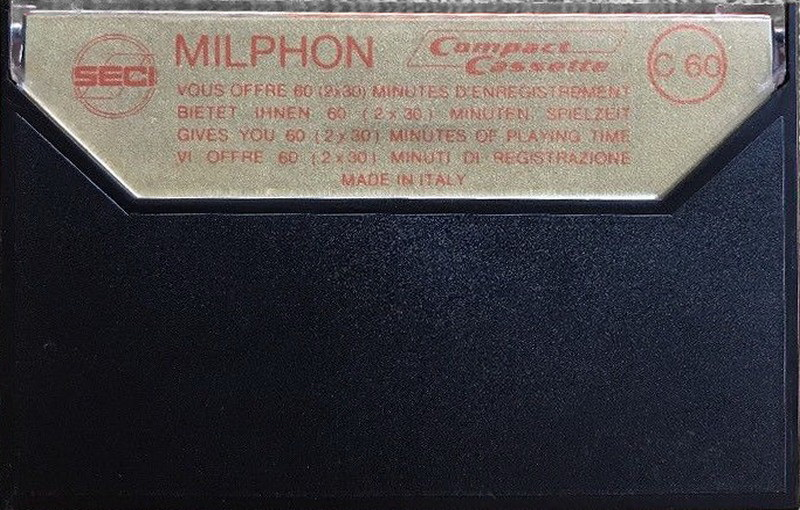 SECI
MILPHON
Compact
Cassette
C 60
VOUS OFFRE 60 (2x30) MINUTES D'ENREGISTREMENT
BIETET IHNEN 60 (2x30) MINUTEN, SPIELZEIT
GIVES YOU 60 (2x30) MINUTES OF PLAYING TIME
VI OFFRE 60 (2x30) MINUTI DI REGISTRAZIONE
MADE IN ITALY